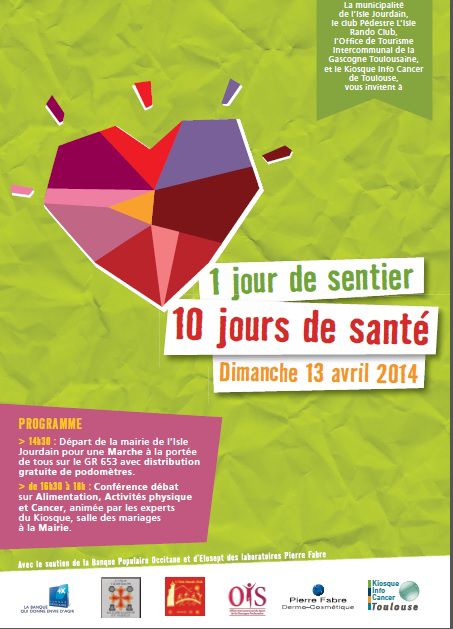 La municipalité
de l'Isle Jourdain,
le club Pédestre L'Isle
Rando Club,
l'Office de Tourisme
Intercommunal de la
Gascogne Toulousaine,
et le Kiosque Info Cancer
de Toulouse,
vous invitent à
1 jour de sentier
10 jours de santé
Dimanche 13 avril 2014
PROGRAMME
> 14h30 : Départ de la mairie de l'Isle
Jourdain pour une Marche à la portée
de tous sur le GR 653 avec distribution
gratuite de podomètres.
> de 16h30 à 18h : Conférence débat
sur Alimentation, Activités physique
et Cancer, animée par les experts
du Kiosque, salle des mariages
à la Mairie.
Avec le soutien de la Banque Populaire Occitane et d'Elosept des laboratoires Pierre Fabre
LA BANQUE
QUI DONNE ENVIE D'AGIR
OTS
Pierre Fabre
Dermo-Cosmétique
Kiosque
Info
Cancer
Toulouse